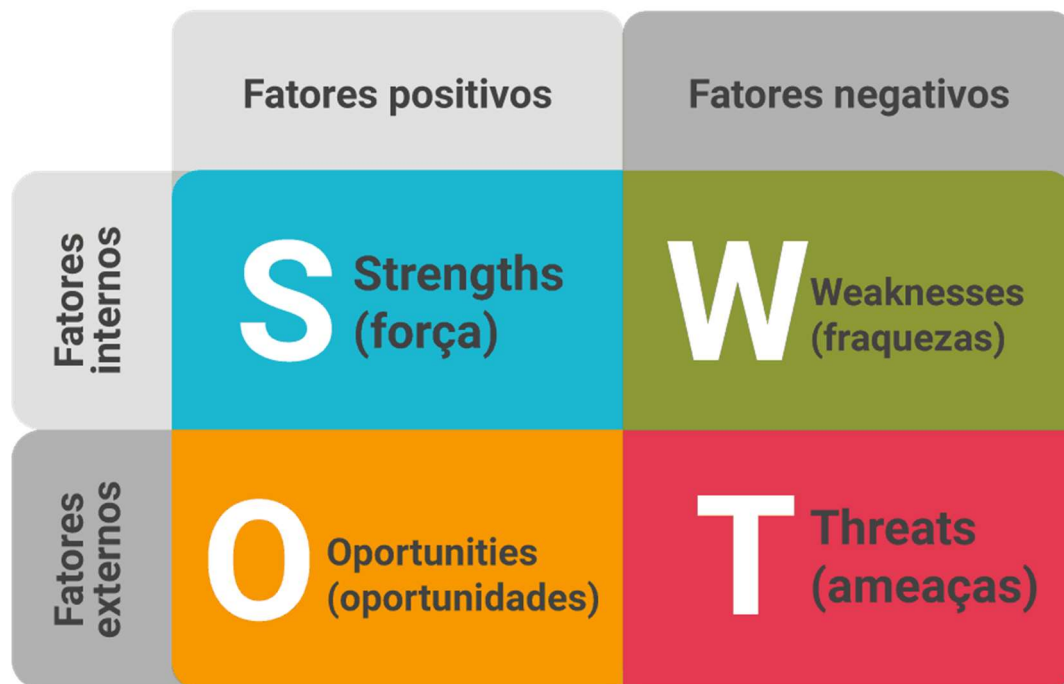 Fatores positivos
Fatores negativos
Fatores
internos
S
Strengths
(força)
W
Weaknesses
(fraquezas)
Fatores
externos
O
Oportunities
(oportunidades)
T
Threats
(ameaças)